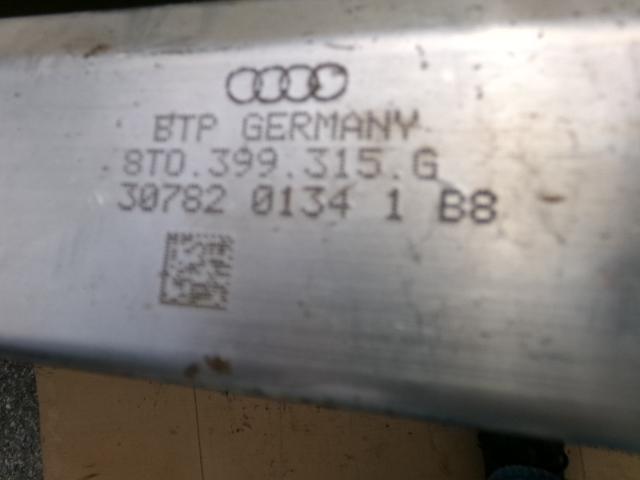 BTP GERMANY
8T0.399.315.G
30782 0134 1 B8